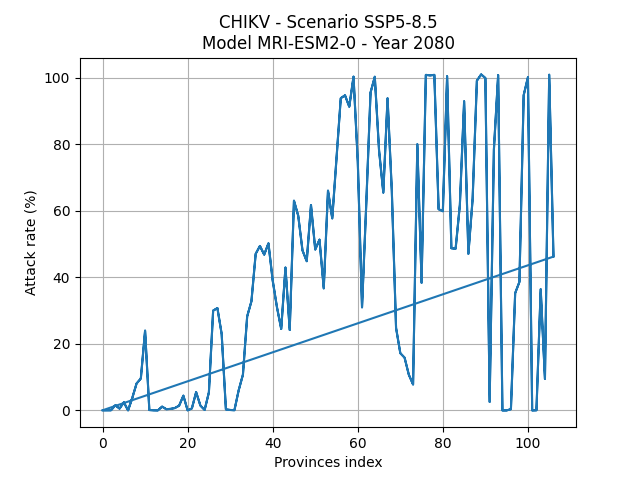 CHIKV - Scenario SSP5-8.5
Model MRI-ESM2-0 - Year 2080
100
80
60
40
20
0
Attack rate (%)
0 20 40 60 80 100
Provinces index